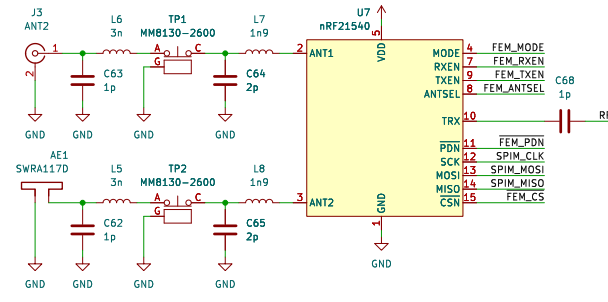 J3
ANT2
1
2
L6
3n
TP1
MM8130-2600
A
C
G
L7
1n9
C63
1p
C64
2p
GND
GND
GND
GND
AE1
SWRA117D
L5
3n
TP2
MM8130-2600
A
C
G
L8
1n9
C62
1p
C65
2p
GND
GND
GND
GND
U7
nRF21540
5
VDD
2 ANT1
3 ANT2
MODE 4 FEM_MODE
RXEN 7 FEM_RXEN
TXEN 9 FEM_TXEN
ANTSEL 8 FEM_ANTSEL
TRX 10
PDN 11 FEM_PDN
SCK 12 SPIM_CLK
MOSI 13 SPIM_MOSI
MISO 14 SPIM_MISO
CSN 15 FEM_CS
GND
1
GND
C68
1p